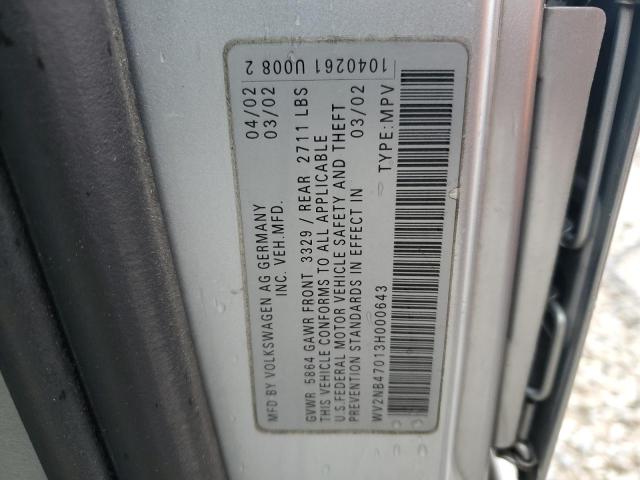 MFD BY VOLKSWAGEN AG GERMANY 04/02
INC. VEH.MFD. 03/02
GVWR 5864 GAWR FRONT 3329 / REAR 2711 LBS
THIS VEHICLE CONFORMS TO ALL APPLICABLE
U.S.FEDERAL MOTOR VEHICLE SAFETY AND THEFT
PREVENTION STANDARDS IN EFFECT IN 03/02
WV2NB47013H000643 TYPE:MPV
1040261 U008 2